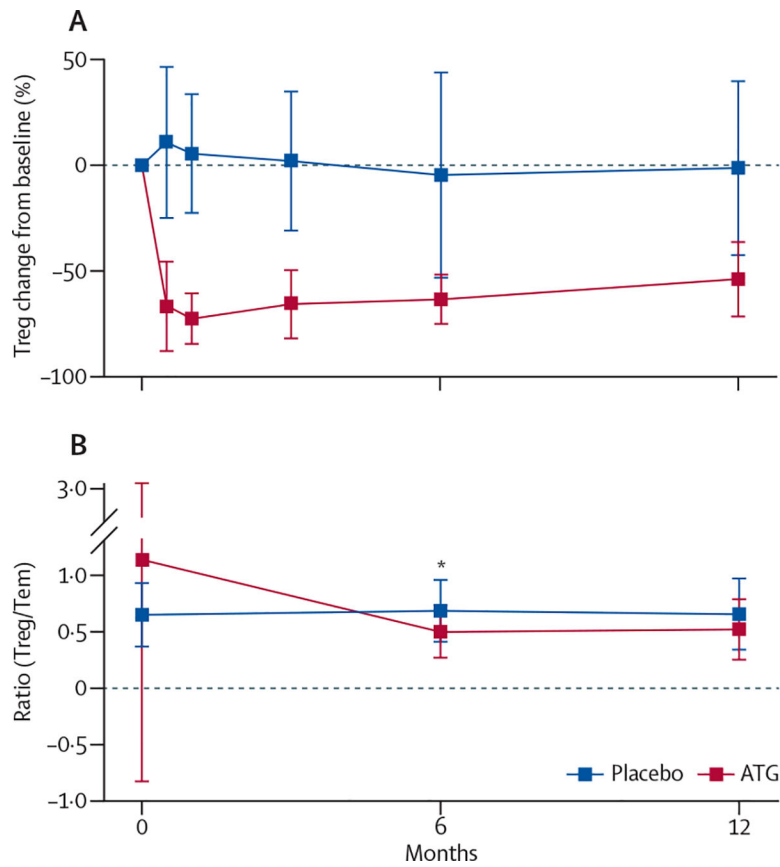 A
Treg change from baseline (%)
50
0
−50
−100
B
Ratio (Treg/Tem)
3·0
1·0
0·5
0
−0·5
−1·0
*
Placebo
ATG
0
6
12
Months